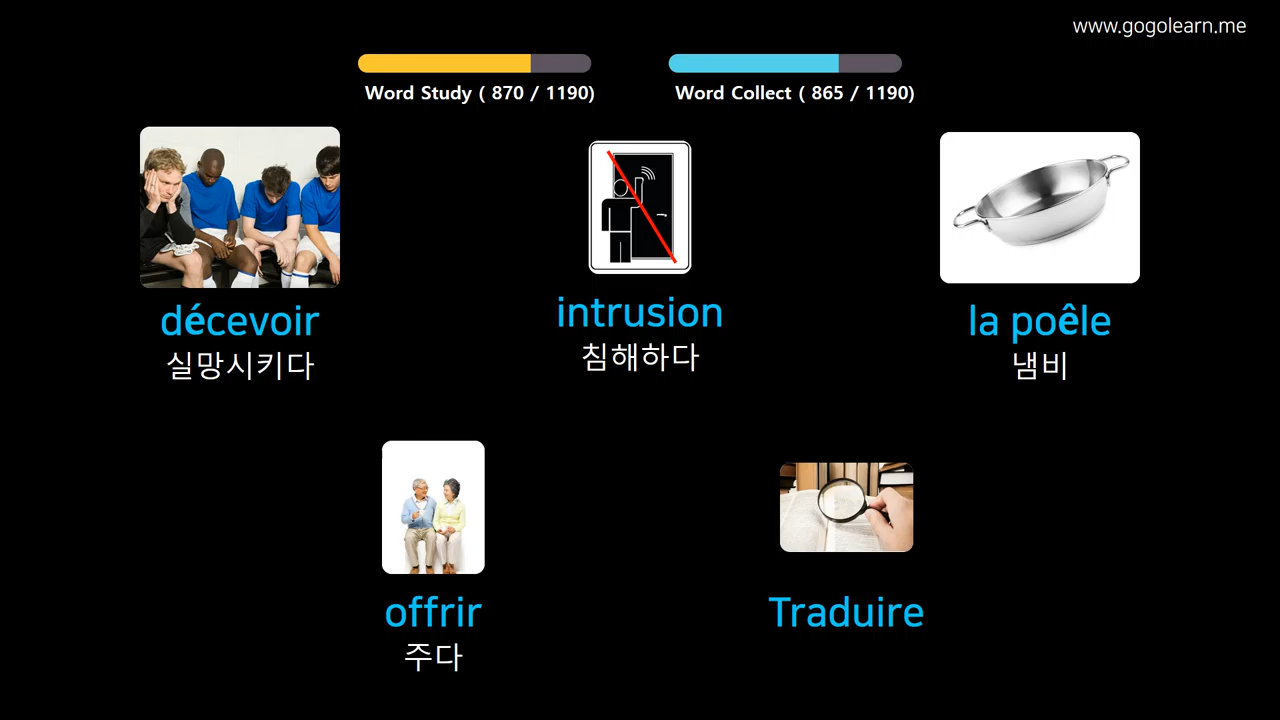 www.gogolearn.me
Word Study ( 870 / 1190)
Word Collect ( 865 / 1190)
décevoir
실망시키다
intrusion
침해하다
la poêle
냄비
offrir
주다
Traduire